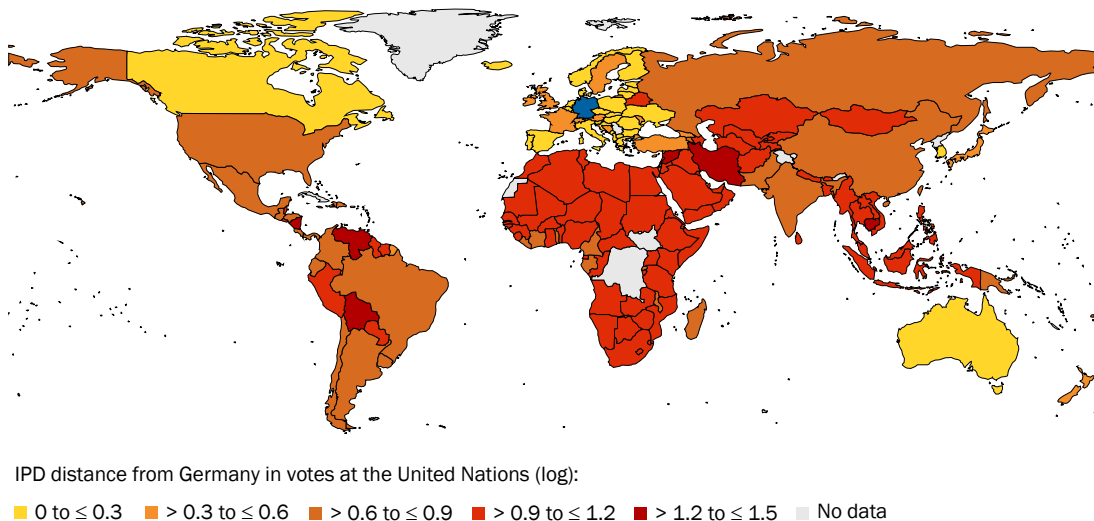 IPD distance from Germany in votes at the United Nations (log):
0 to ≤ 0.3 > 0.3 to ≤ 0.6 > 0.6 to ≤ 0.9 > 0.9 to ≤ 1.2 > 1.2 to ≤ 1.5 No data